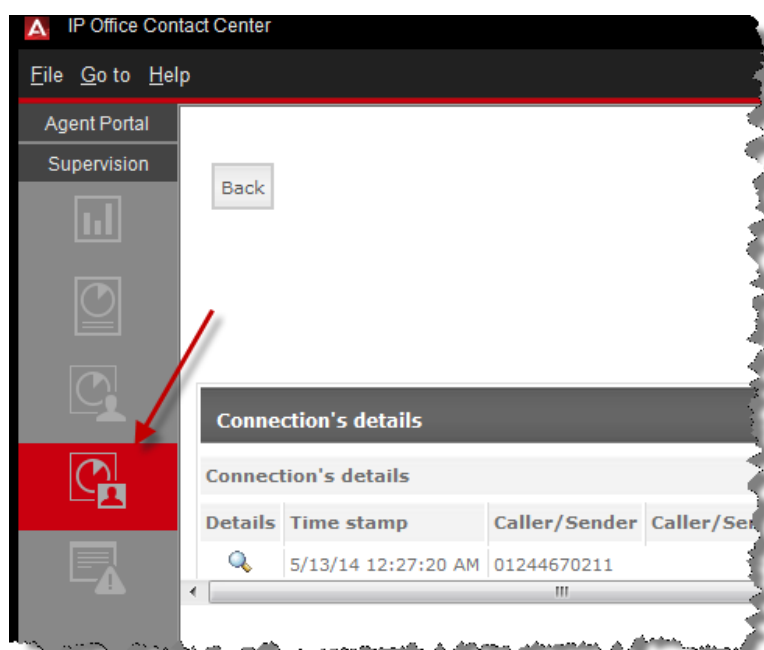 IP Office Contact Center
File Go to Help
Agent Portal
Supervision
Back
Connection's details
Connection's details
Details Time stamp Caller/Sender Caller/Sen
5/13/14 12:27:20 AM 01244670211